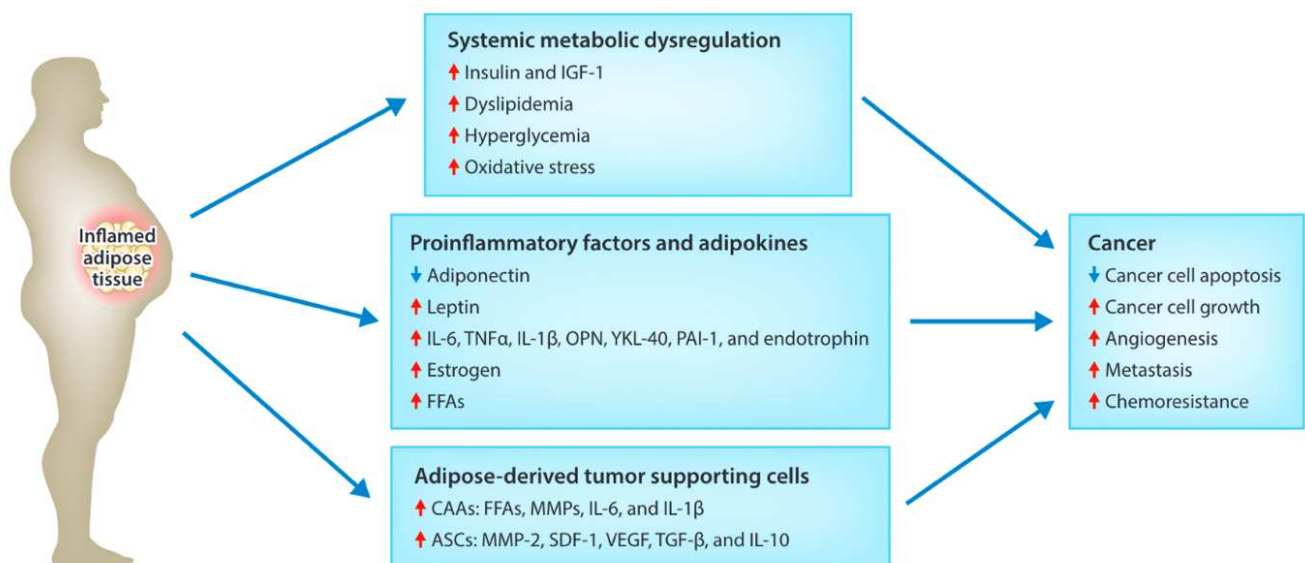 Systemic metabolic dysregulation
↑ Insulin and IGF-1
↑ Dyslipidemia
↑ Hyperglycemia
↑ Oxidative stress
Inflamed
adipose
tissue
Proinflammatory factors and adipokines
↓ Adiponectin
↑ Leptin
↑ IL-6, TNFα, IL-1β, OPN, YKL-40, PAI-1, and endotrophin
↑ Estrogen
↑ FFAs
Adipose-derived tumor supporting cells
↑ CAAs: FFAs, MMPs, IL-6, and IL-1β
↑ ASCs: MMP-2, SDF-1, VEGF, TGF-β, and IL-10
Cancer
↓ Cancer cell apoptosis
↑ Cancer cell growth
↑ Angiogenesis
↑ Metastasis
↑ Chemoresistance